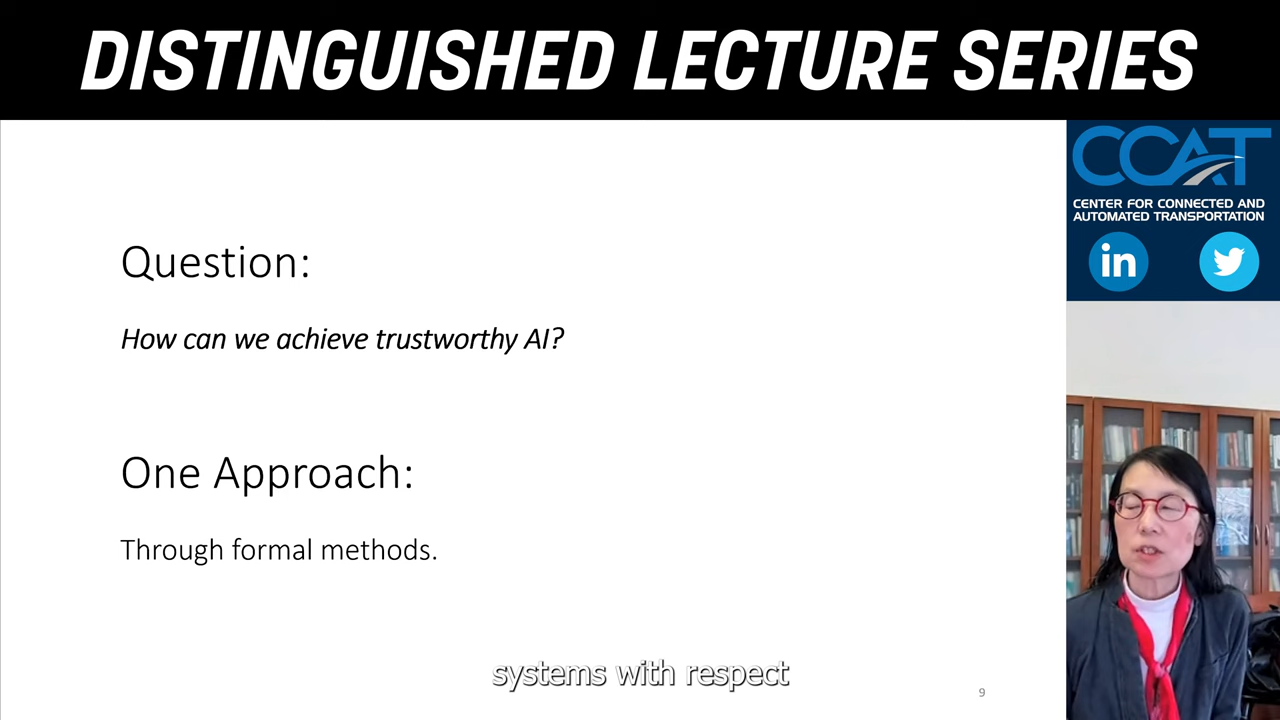 DISTINGUISHED LECTURE SERIES
CCAT
CENTER FOR CONNECTED AND
AUTOMATED TRANSPORTATION
in
Question:
How can we achieve trustworthy AI?
One Approach:
Through formal methods.
systems with respect
9